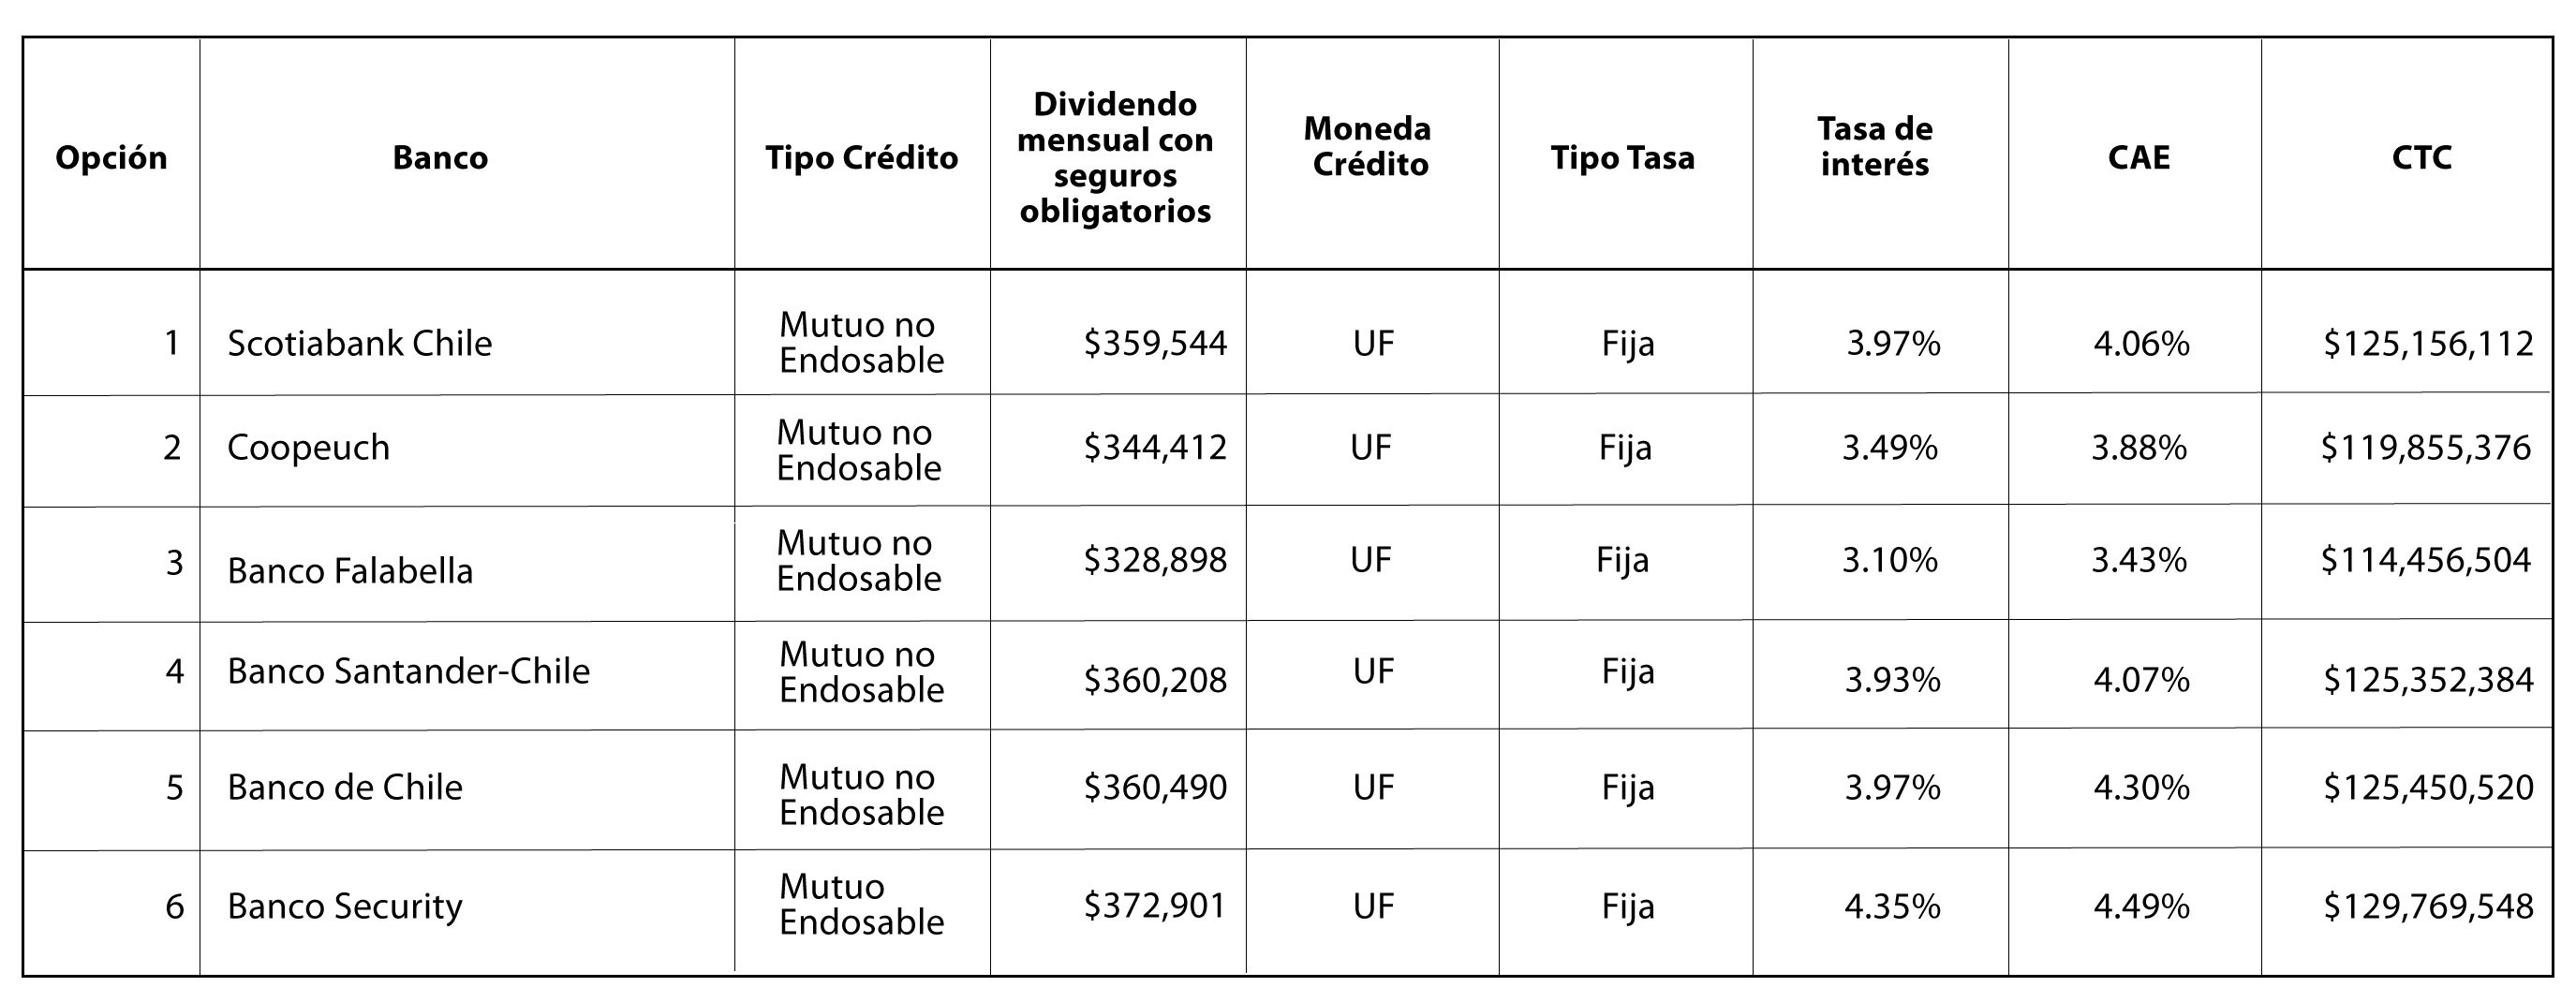 Opción
Banco
Tipo Crédito
Dividendo
mensual con
seguros
obligatorios
Moneda
Crédito
Tipo Tasa
Tasa de
interés
CAE
CTC
1
Scotiabank Chile
Mutuo no
Endosable
$359,544
UF
Fija
3.97%
4.06%
$125,156,112
2
Coopeuch
Mutuo no
Endosable
$344,412
UF
Fija
3.49%
3.88%
$119,855,376
3
Banco Falabella
Mutuo no
Endosable
$328,898
UF
Fija
3.10%
3.43%
$114,456,504
4
Banco Santander-Chile
Mutuo no
Endosable
$360,208
UF
Fija
3.93%
4.07%
$125,352,384
5
Banco de Chile
Mutuo no
Endosable
$360,490
UF
Fija
3.97%
4.30%
$125,450,520
6
Banco Security
Mutuo
Endosable
$372,901
UF
Fija
4.35%
4.49%
$129,769,548